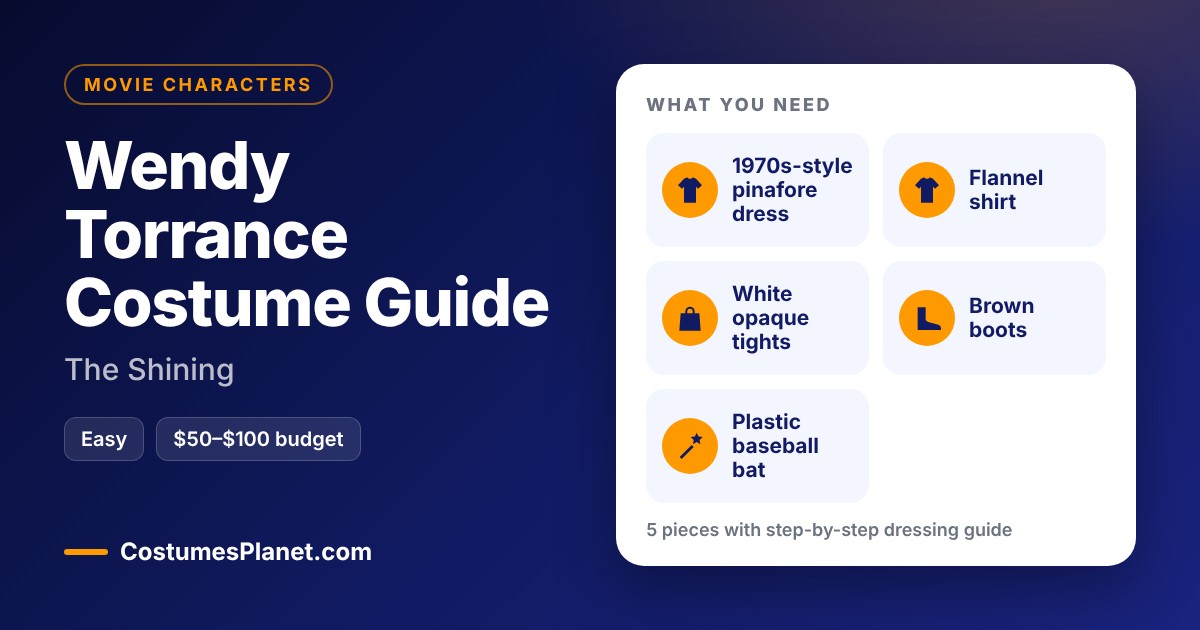 MOVIE CHARACTERS
Wendy
Torrance
Costume Guide
The Shining
Easy
$50–$100 budget
CostumesPlanet.com
WHAT YOU NEED
1970s-style
pinafore
dress
Flannel
shirt
White
opaque
tights
Brown
boots
Plastic
baseball
bat
5 pieces with step-by-step dressing guide